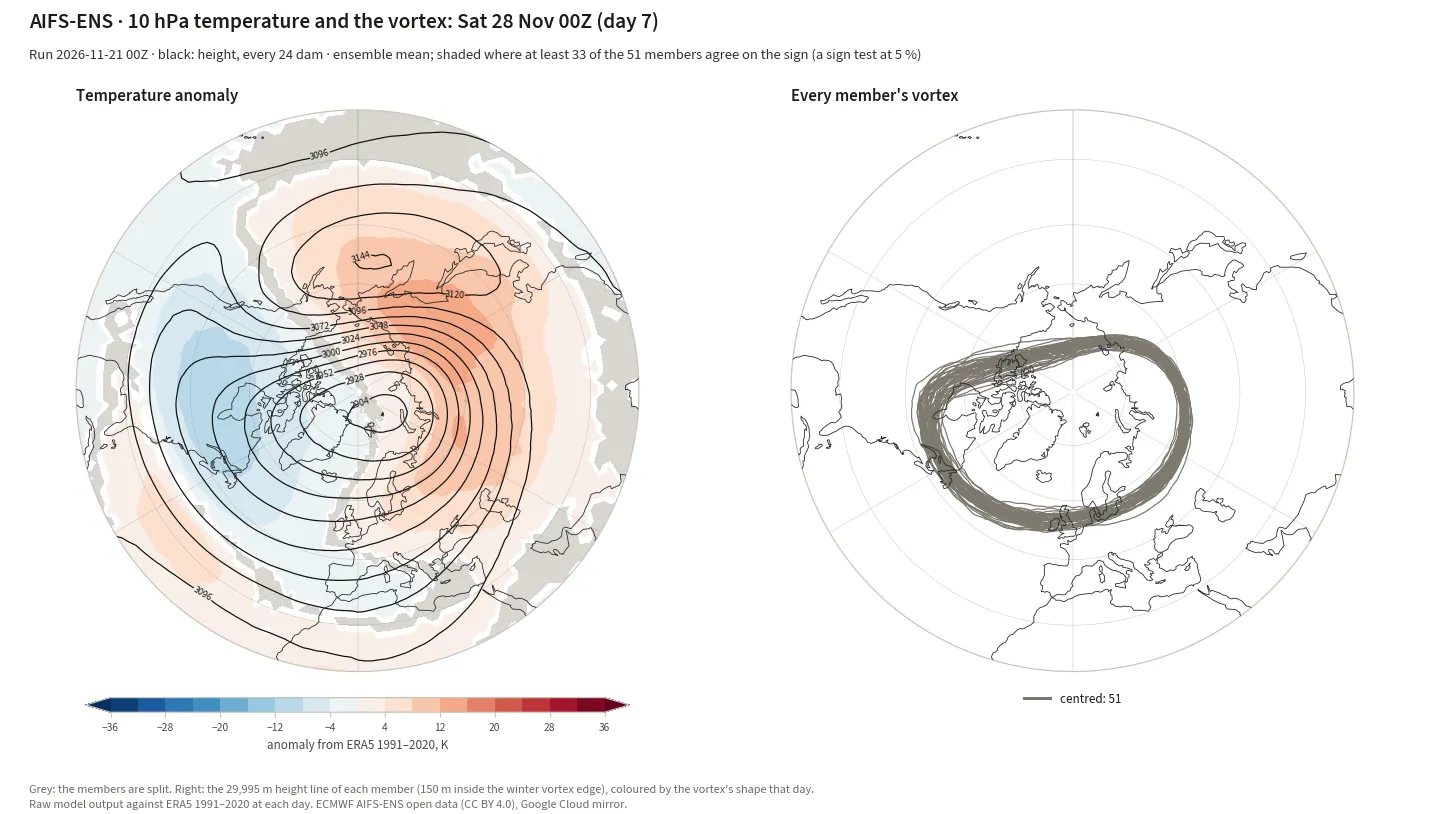 AIFS-ENS · 10 hPa temperature and the vortex: Sat 28 Nov 00Z (day 7)
Run 2026-11-21 00Z · black: height, every 24 dam · ensemble mean; shaded where at least 33 of the 51 members agree on the sign (a sign test at 5 %)
Temperature anomaly
Every member's vortex
3096
3144
3120
3096
3072
3048
3024
3000
2976
2928
2904
3096
centred: 51
−36 −28 −20 −12 −4 4 12 20 28 36
anomaly from ERA5 1991–2020, K
Grey: the members are split. Right: the 29,995 m height line of each member (150 m inside the winter vortex edge), coloured by the vortex's shape that day.
Raw model output against ERA5 1991–2020 at each day. ECMWF AIFS-ENS open data (CC BY 4.0), Google Cloud mirror.